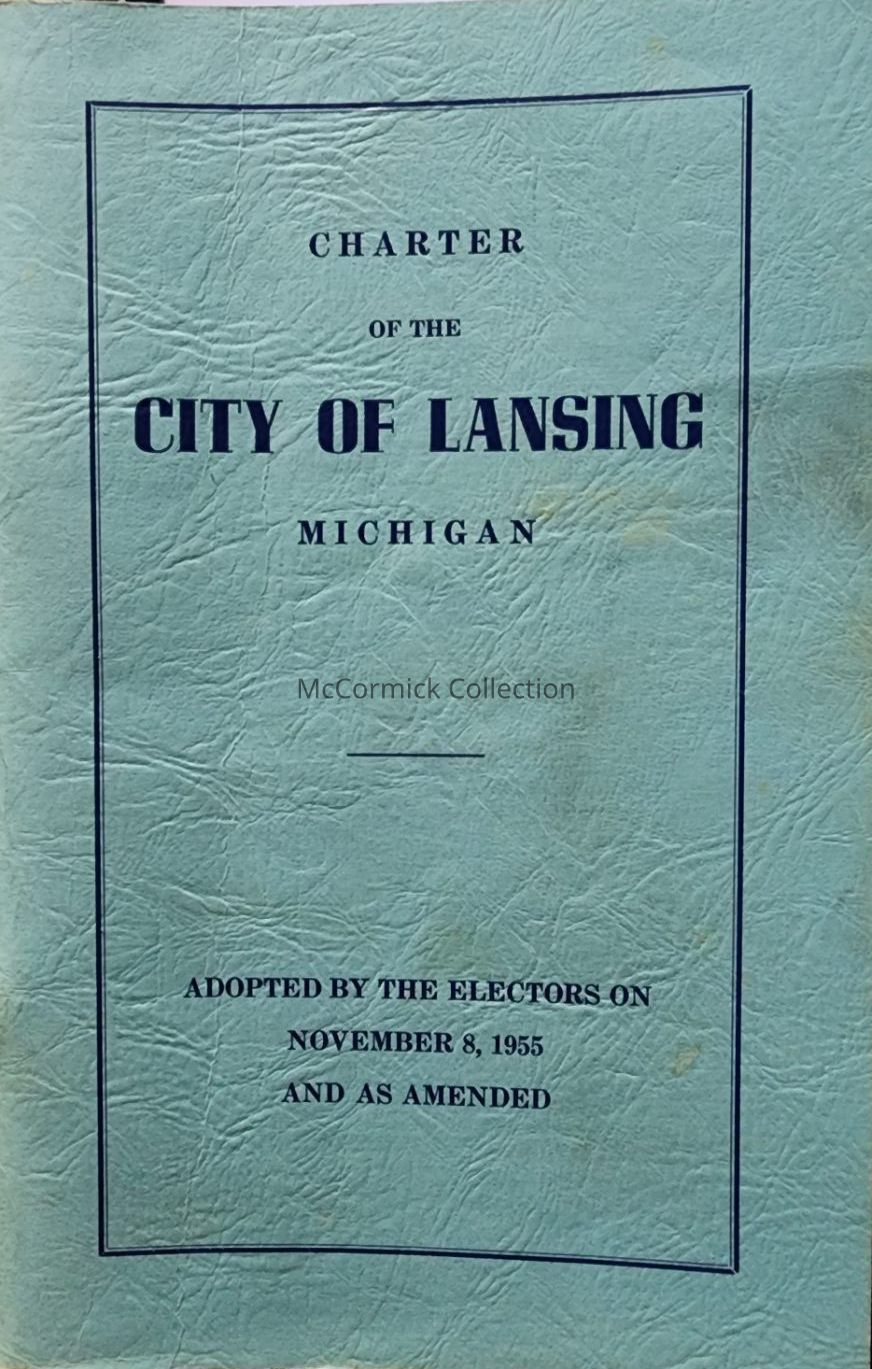 CHARTER
OF THE
CITY OF LANSING
MICHIGAN
McCormick Collection
ADOPTED BY THE ELECTORS ON
NOVEMBER 8, 1955
AND AS AMENDED